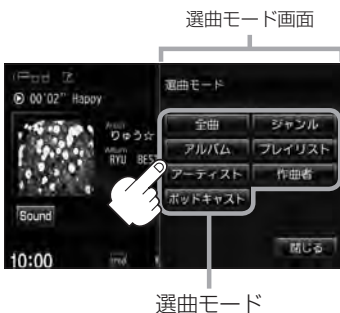 選曲モード画面
iPod
00'02" Happy
選曲モード
Artist
りゅう☆
Album
RYU BEST
全曲 ジャンル
アルバム プレイリスト
アーティスト 作曲者
ポッドキャスト
Sound
閉じる
10:00
選曲モード